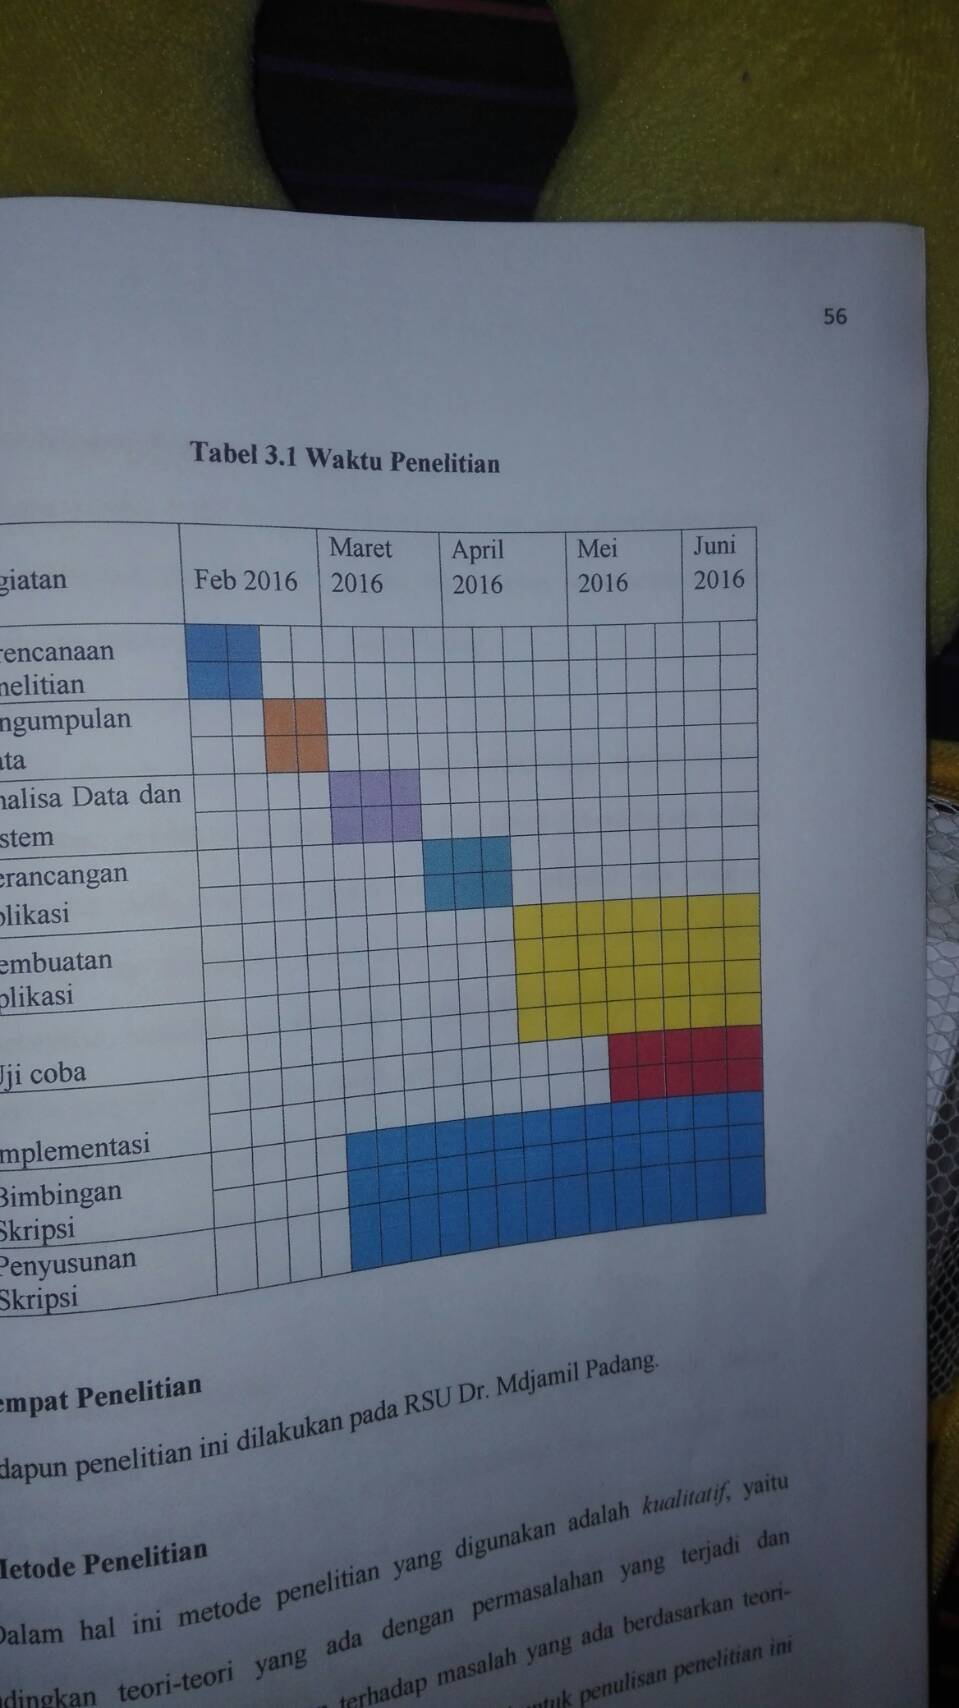 56
Tabel 3.1 Waktu Penelitian
giatan
Feb 2016
Maret
2016
April
2016
Mei
2016
Juni
2016
rencanaan
nelitian
ngumpulan
ata
nalisa Data dan
stem
erancangan
plikasi
embuatan
plikasi
Uji coba
mplementasi
Bimbingan
Skripsi
Penyusunan
Skripsi
empat Penelitian
dapun penelitian ini dilakukan pada RSU Dr. Mdjamil Padang.
Metode Penelitian
Dalam hal ini metode penelitian yang digunakan adalah kualitatif, yaitu
dingkan teori-teori yang ada dengan permasalahan yang terjadi dan
terhadap masalah yang ada berdasarkan teori-
ntuk penulisan penelitian ini